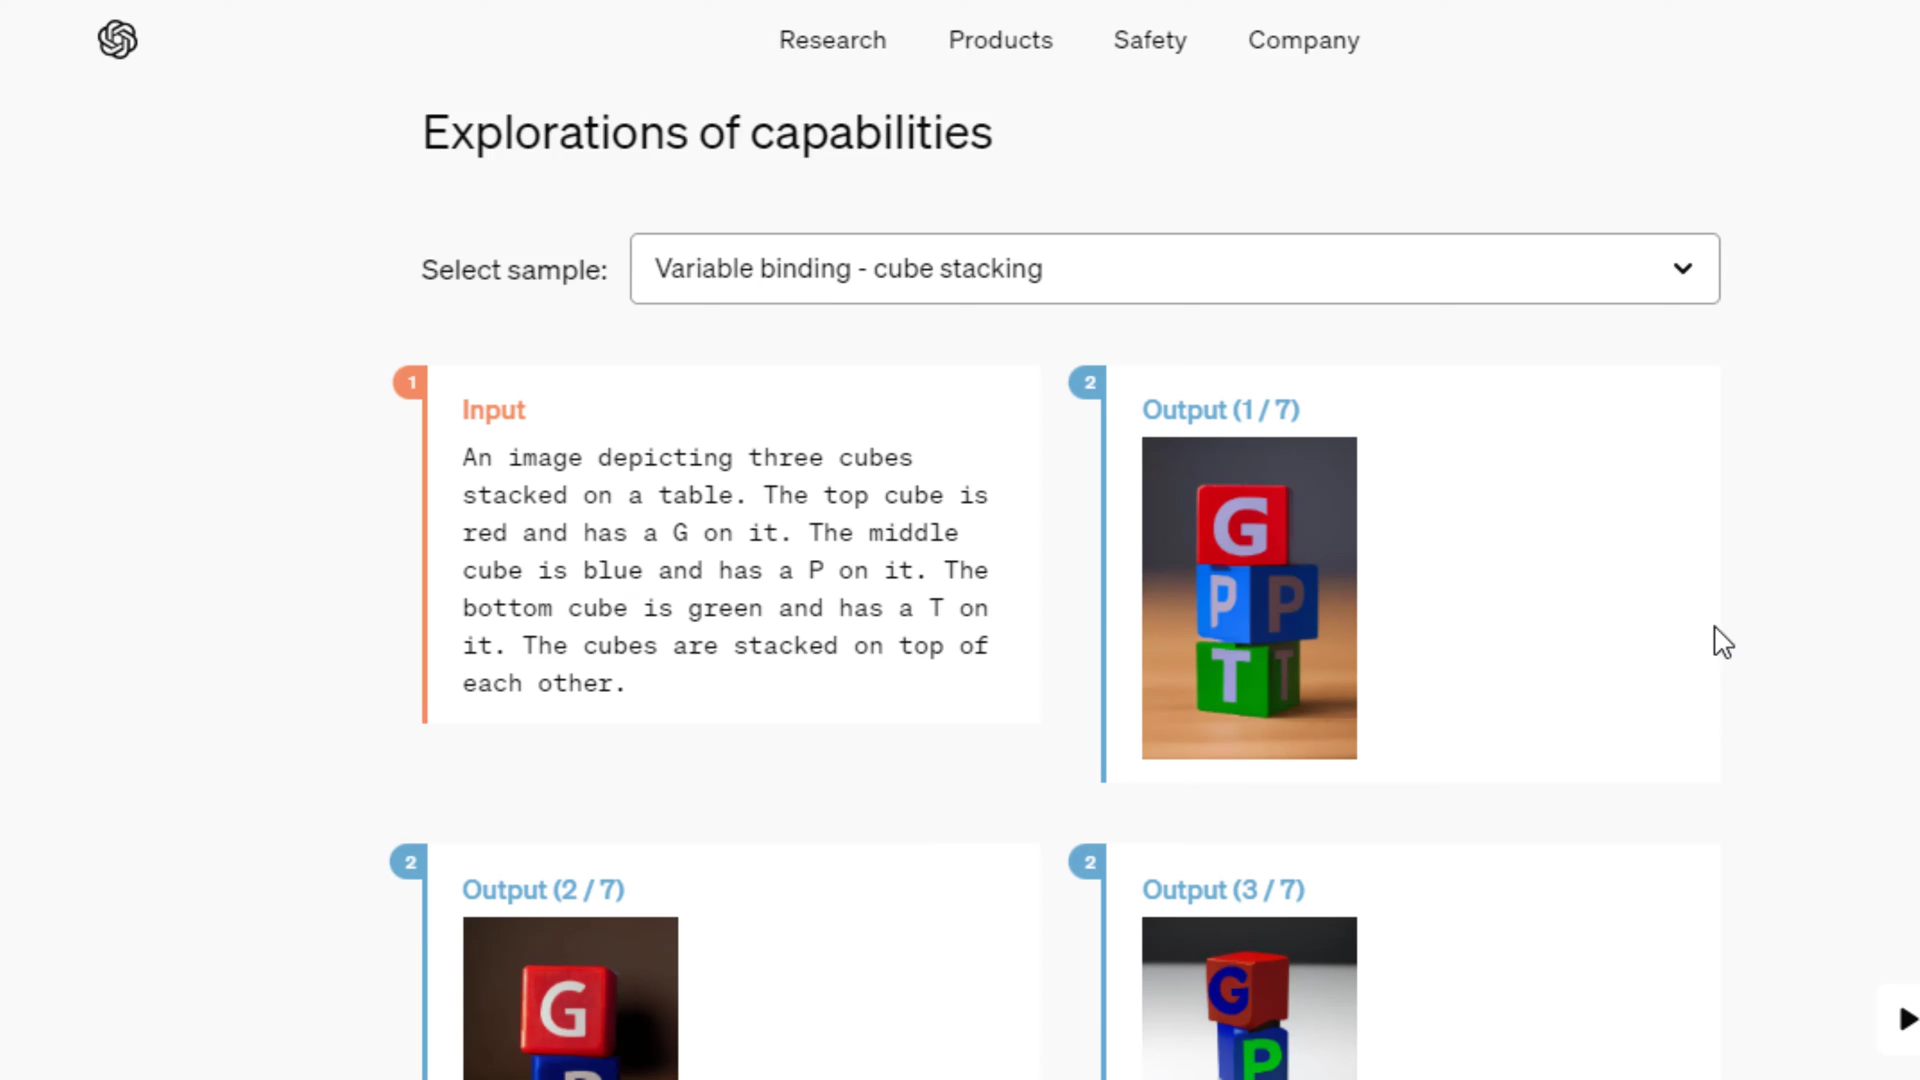 Research Products Safety Company
Explorations of capabilities
Select sample: Variable binding - cube stacking
1
Input
An image depicting three cubes
stacked on a table. The top cube is
red and has a G on it. The middle
cube is blue and has a P on it. The
bottom cube is green and has a T on
it. The cubes are stacked on top of
each other.
2
Output (1 / 7)
G
P P
T T
2
Output (2 / 7)
G
P
2
Output (3 / 7)
G
P